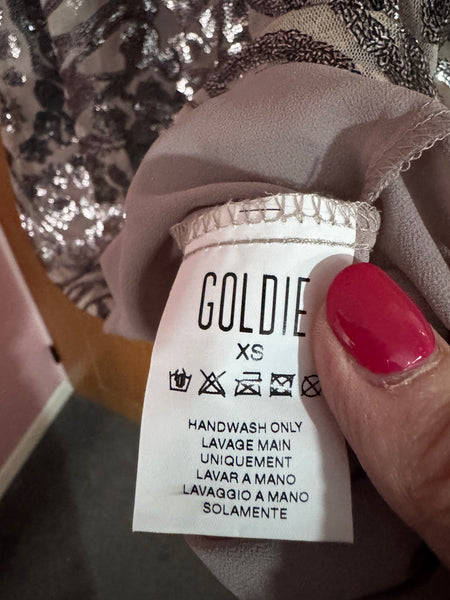 GOLDIE
XS
HANDWASH ONLY
LAVAGE MAIN
UNIQUEMENT
LAVAR A MANO
LAVAGGIO A MANO
SOLAMENTE